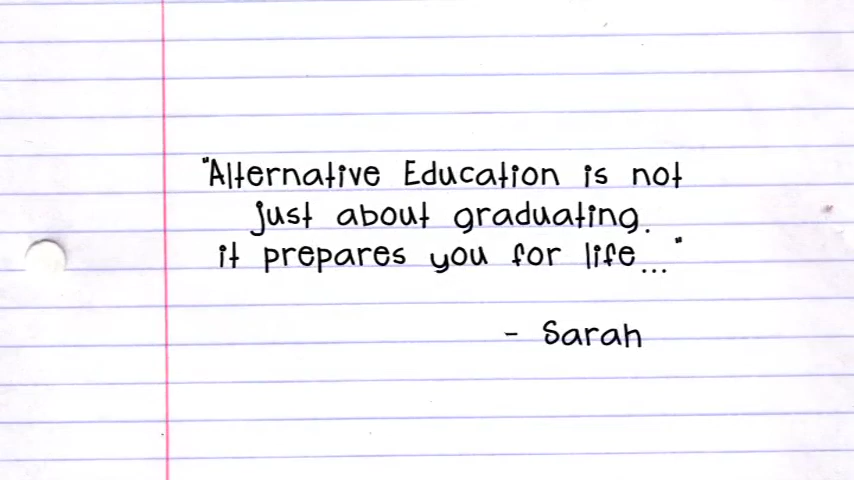 "Alternative Education is not
just about graduating.
it prepares you for life..."
- Sarah